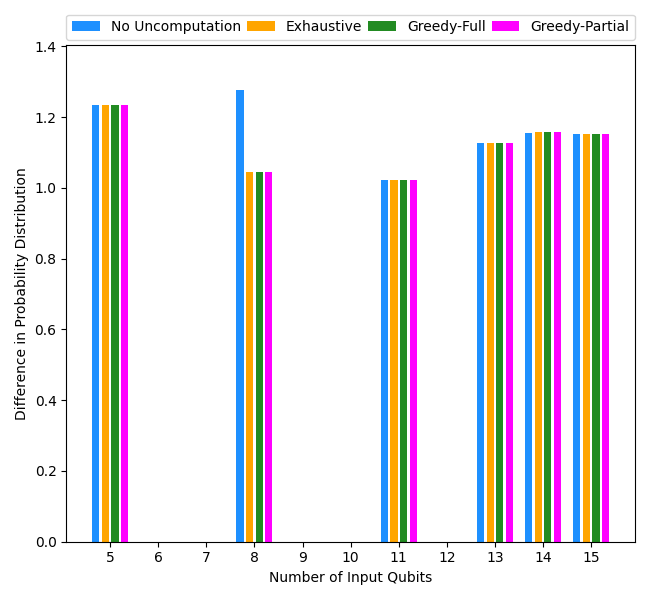 No Uncomputation Exhaustive Greedy-Full Greedy-Partial
1.4
1.2
1.0
0.8
0.6
0.4
0.2
0.0
Difference in Probability Distribution
5 6 7 8 9 10 11 12 13 14 15
Number of Input Qubits